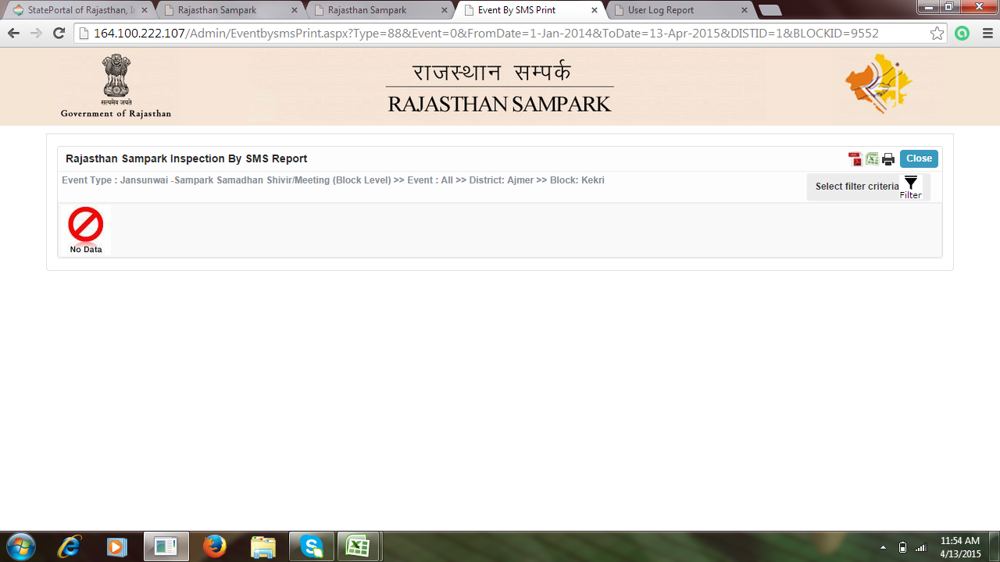 StatePortal of Rajasthan, I
Rajasthan Sampark
Rajasthan Sampark
Event By SMS Print
User Log Report
164.100.222.107/Admin/EventbysmsPrint.aspx?Type=88&Event=0&FromDate=1-Jan-2014&ToDate=13-Apr-2015&DISTID=1&BLOCKID=9552
सत्यमेव जयते
Government of Rajasthan
राजस्थान सम्पर्क
RAJASTHAN SAMPARK
Rajasthan Sampark Inspection By SMS Report
Close
Event Type : Jansunwai -Sampark Samadhan Shivir/Meeting (Block Level) >> Event : All >> District: Ajmer >> Block: Kekri
Select filter criteria
Filter
No Data
11:54 AM
4/13/2015